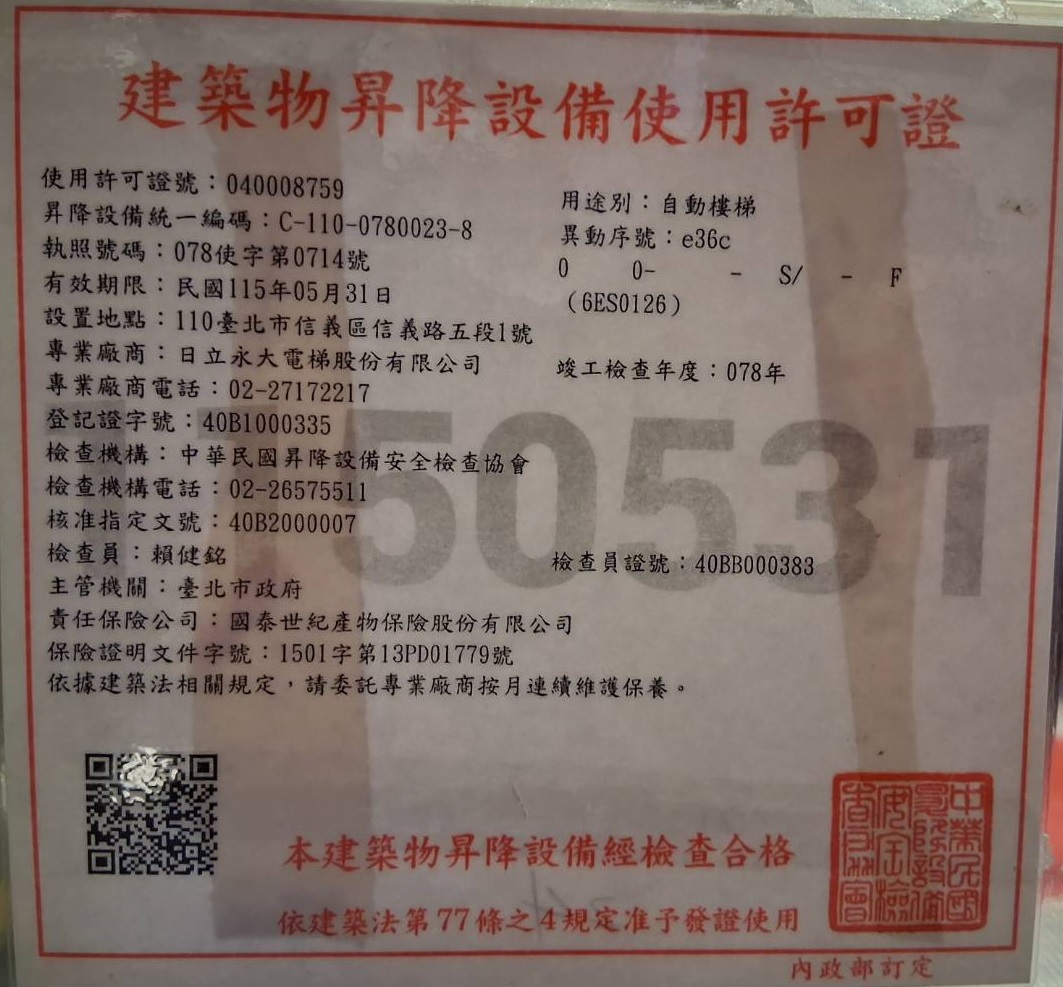 建築物昇降設備使用許可證
使用許可證號：040008759
昇降設備統一編碼：C-110-0780023-8
用途別：自動樓梯
執照號碼：078使字第0714號
異動序號：e36c
有效期限：民國115年05月31日
0 0- - S/ - F
(6ES0126)
設置地點：110臺北市信義區信義路五段1號
專業廠商：日立永大電梯股份有限公司
竣工檢查年度：078年
專業廠商電話：02-27172217
登記證字號：40B1000335
1150531
檢查機構：中華民國昇降設備安全檢查協會
檢查機構電話：02-26575511
核准指定文號：40B2000007
檢查員：賴健銘
檢查員證號：40BB000383
主管機關：臺北市政府
責任保險公司：國泰世紀產物保險股份有限公司
保險證明文件字號：1501字第13PD01779號
依據建築法相關規定，請委託專業廠商按月連續維護保養。
本建築物昇降設備經檢查合格
依建築法第77條之4規定准予發證使用
內政部訂定